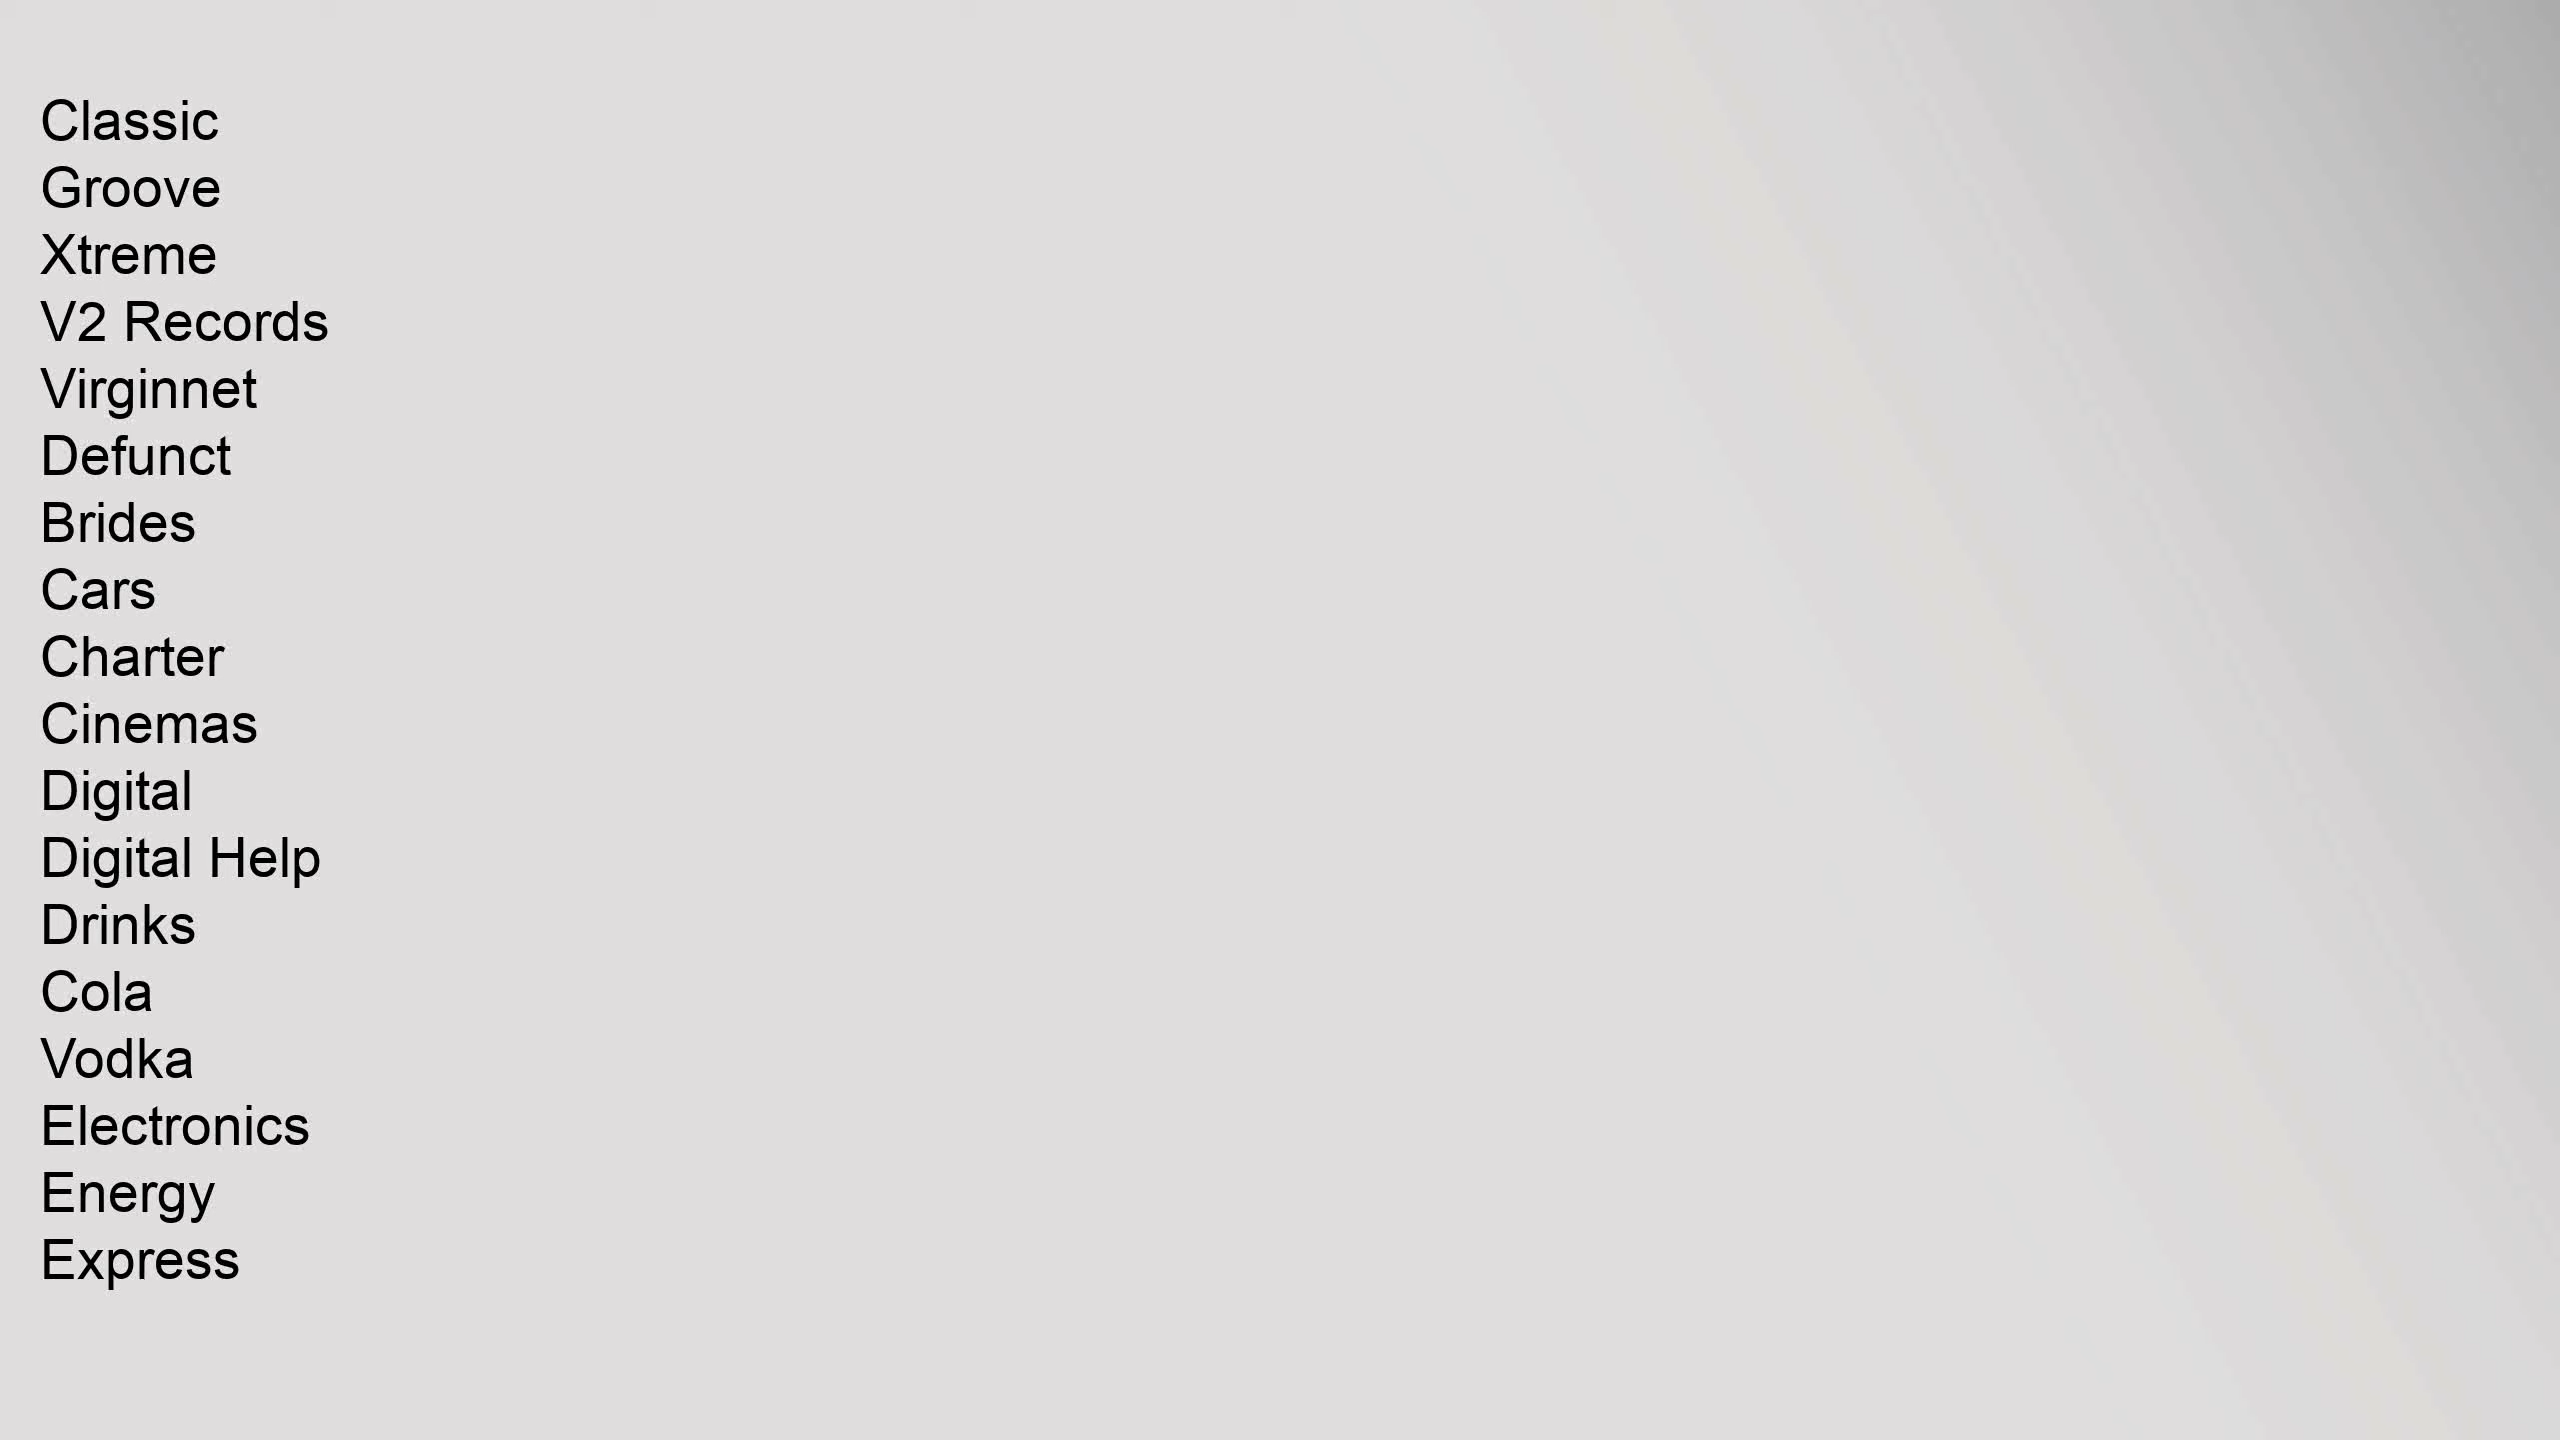 Classic
Groove
Xtreme
V2 Records
Virginnet
Defunct
Brides
Cars
Charter
Cinemas
Digital
Digital Help
Drinks
Cola
Vodka
Electronics
Energy
Express